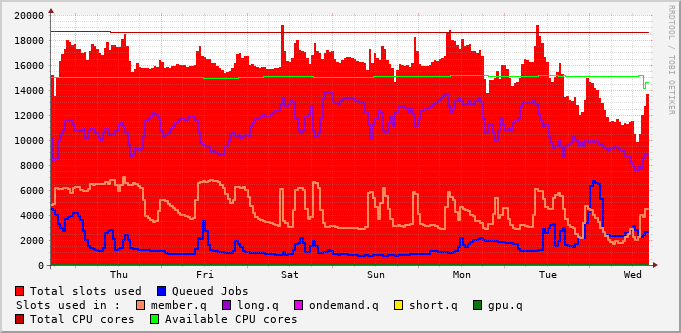 20000
18000
16000
14000
12000
10000
8000
6000
4000
2000
0
Thu Fri Sat Sun Mon Tue Wed
RRDTOOL / TOBI OETIKER
Total slots used Queued Jobs
Slots used in : member.q long.q ondemand.q short.q gpu.q
Total CPU cores Available CPU cores